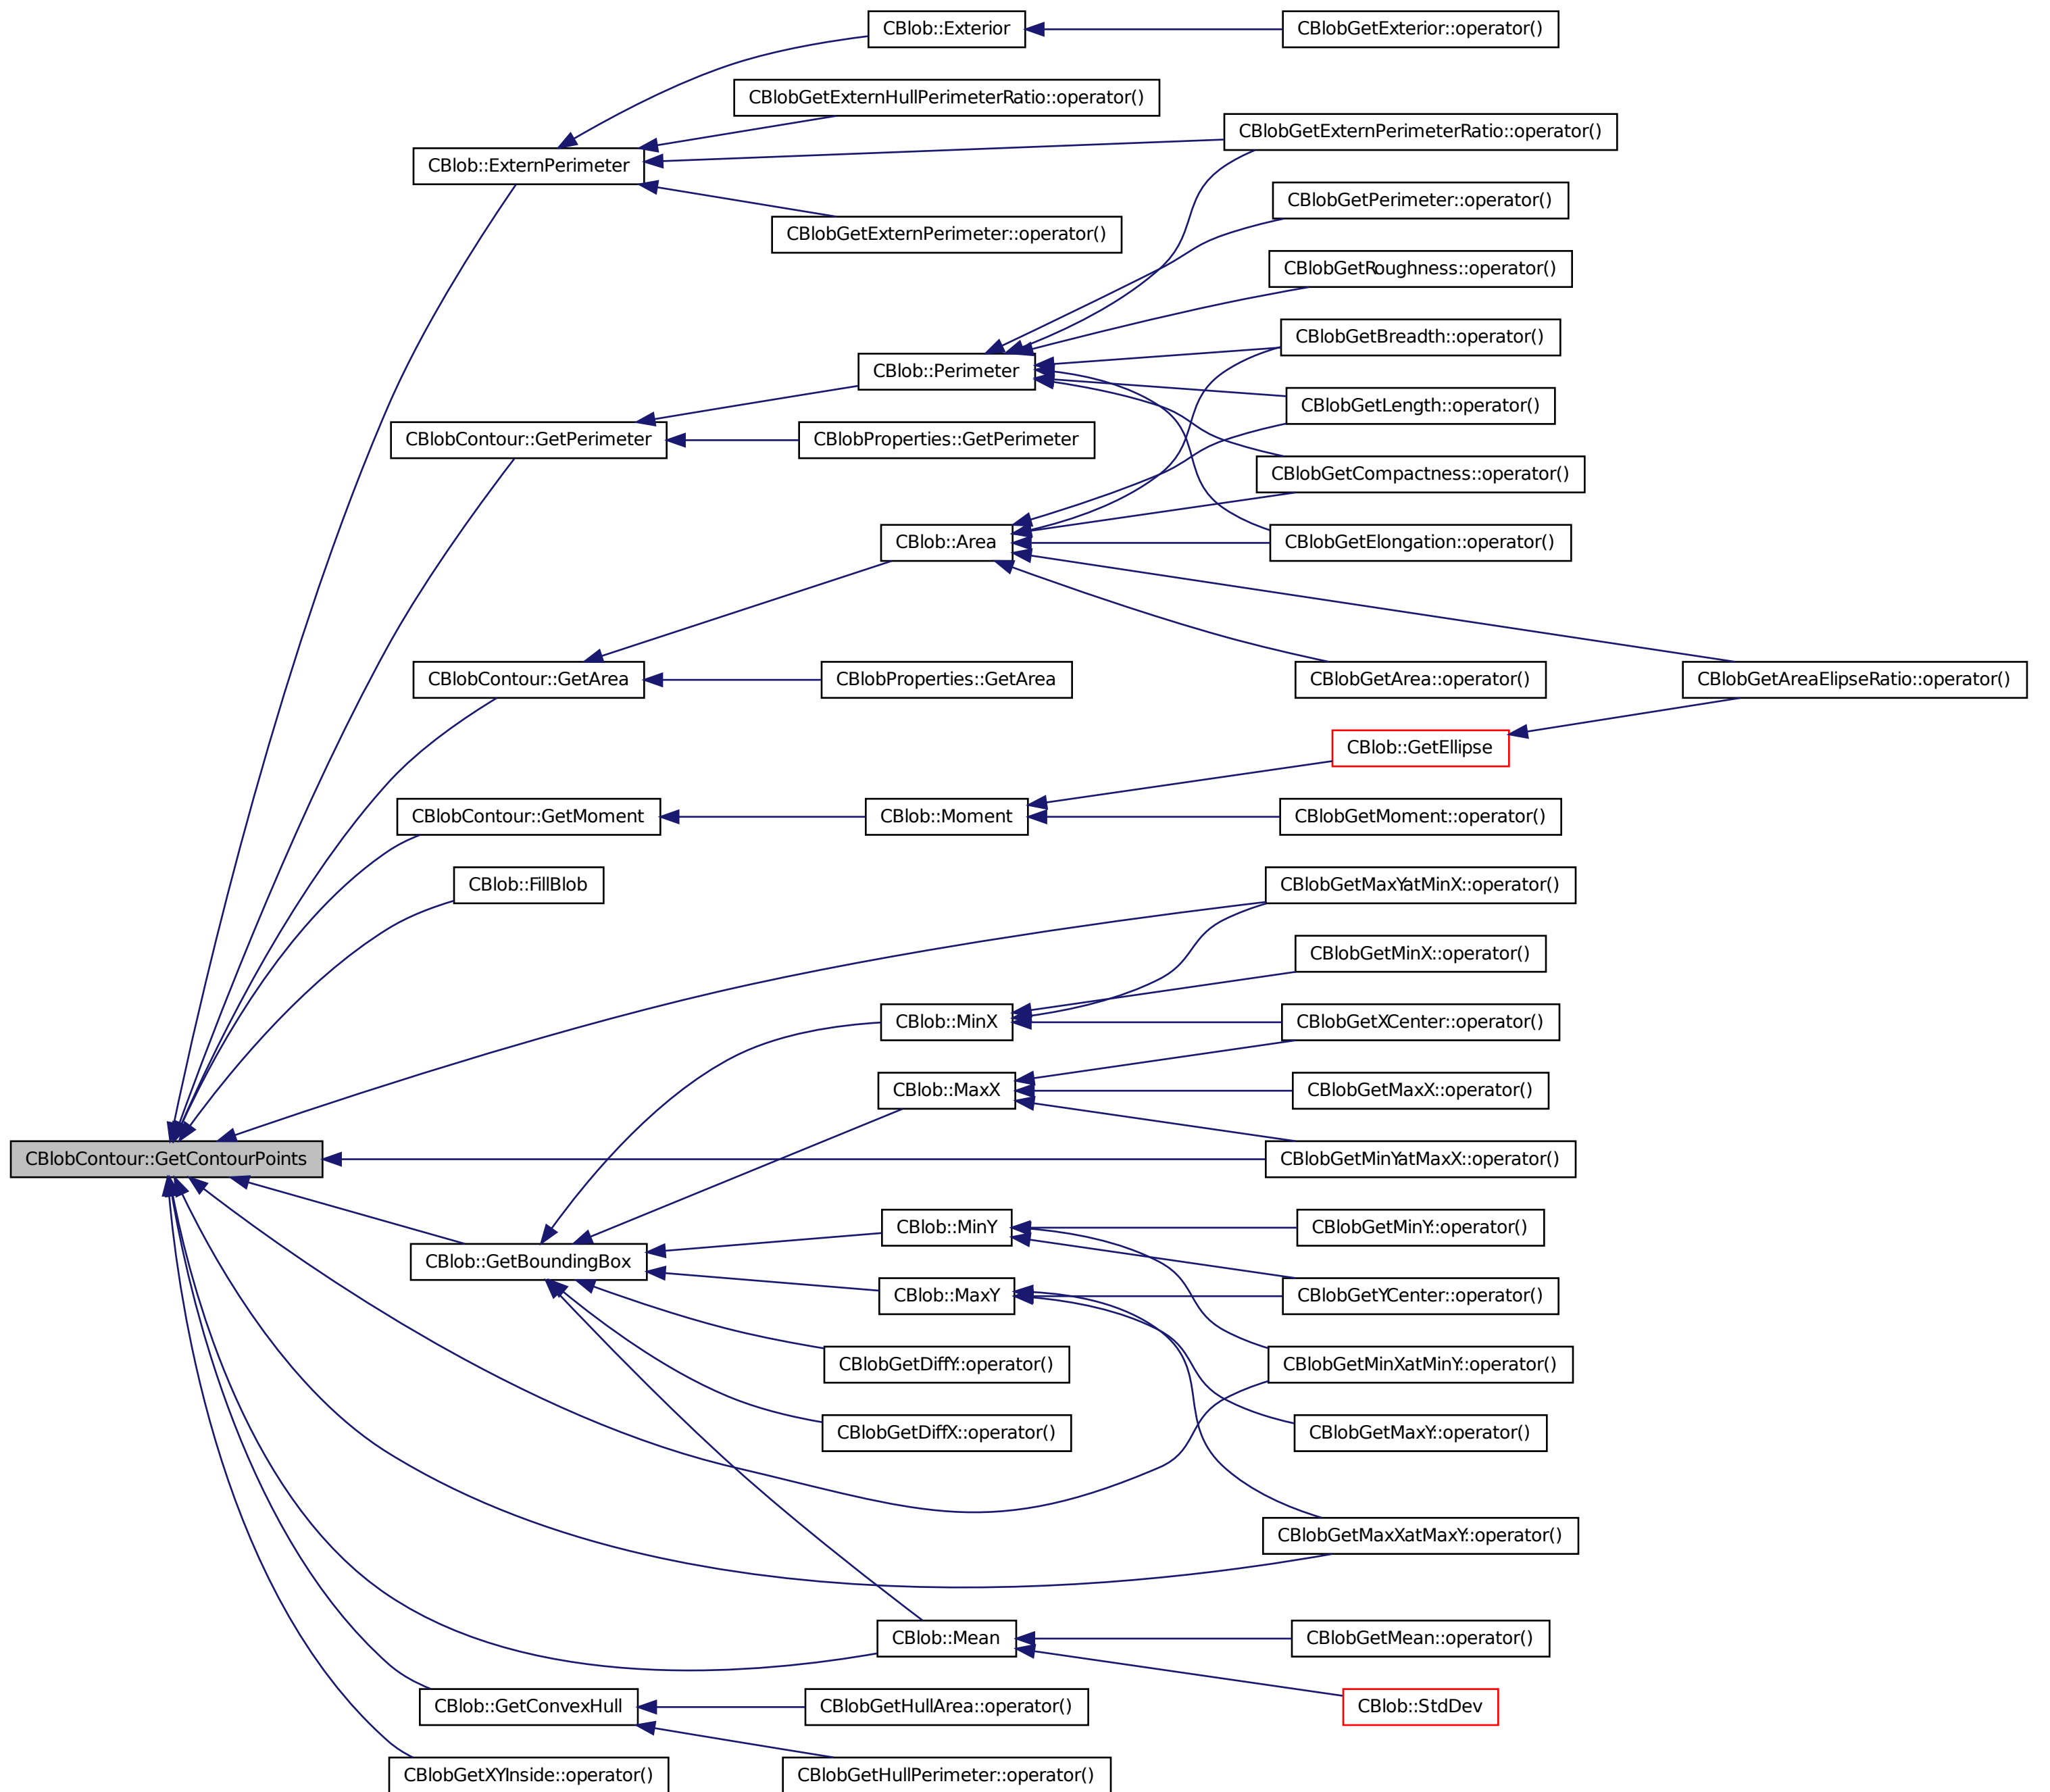 CBlob::Exterior
CBlobGetExterior::operator()
CBlobGetExternHullPerimeterRatio::operator()
CBlobGetExternPerimeterRatio::operator()
CBlob::ExternPerimeter
CBlobGetPerimeter::operator()
CBlobGetExternPerimeter::operator()
CBlobGetRoughness::operator()
CBlobGetBreadth::operator()
CBlob::Perimeter
CBlobGetLength::operator()
CBlobContour::GetPerimeter
CBlobProperties::GetPerimeter
CBlobGetCompactness::operator()
CBlob::Area
CBlobGetElongation::operator()
CBlobContour::GetArea
CBlobProperties::GetArea
CBlobGetArea::operator()
CBlobGetAreaElipseRatio::operator()
CBlob::GetEllipse
CBlobContour::GetMoment
CBlob::Moment
CBlobGetMoment::operator()
CBlob::FillBlob
CBlobGetMaxYatMinX::operator()
CBlobGetMinX::operator()
CBlob::MinX
CBlobGetXCenter::operator()
CBlob::MaxX
CBlobGetMaxX::operator()
CBlobContour::GetContourPoints
CBlobGetMinYatMaxX::operator()
CBlob::MinY
CBlobGetMinY::operator()
CBlob::GetBoundingBox
CBlob::MaxY
CBlobGetYCenter::operator()
CBlobGetDiffY::operator()
CBlobGetMinXatMinY::operator()
CBlobGetDiffX::operator()
CBlobGetMaxY::operator()
CBlobGetMaxXatMaxY::operator()
CBlob::Mean
CBlobGetMean::operator()
CBlob::GetConvexHull
CBlobGetHullArea::operator()
CBlob::StdDev
CBlobGetXYInside::operator()
CBlobGetHullPerimeter::operator()